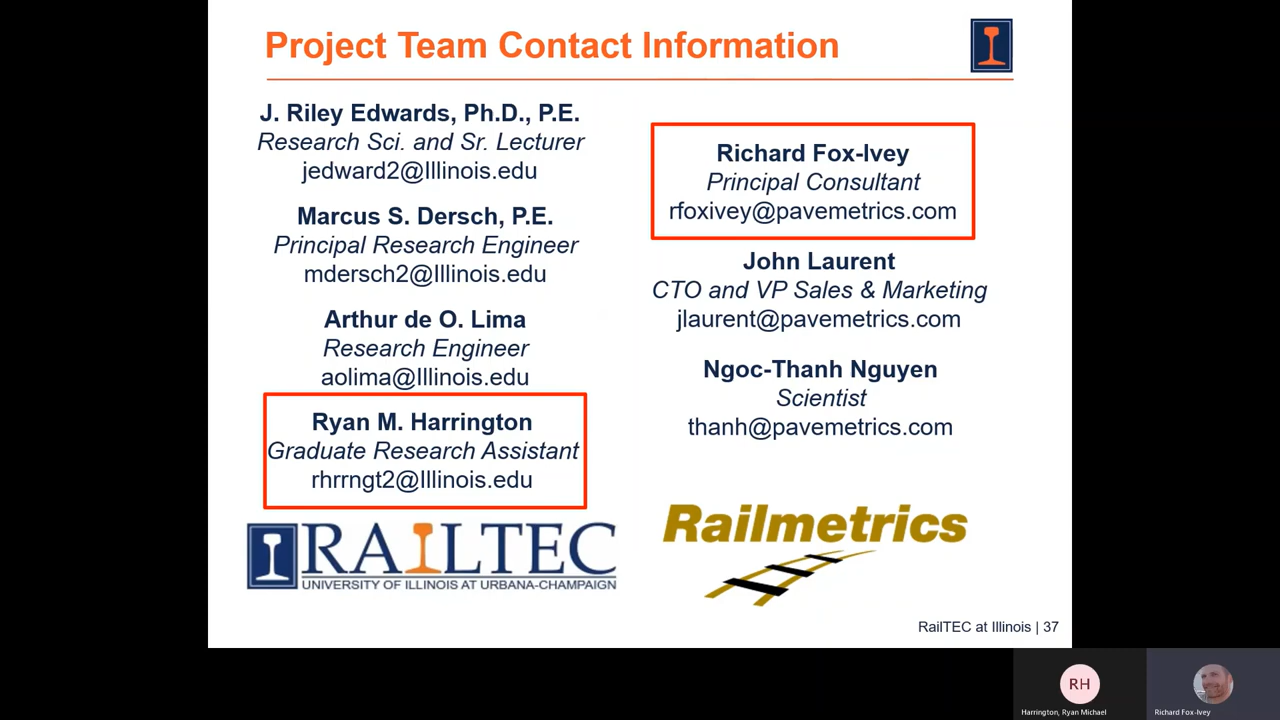 Project Team Contact Information
J. Riley Edwards, Ph.D., P.E.
Research Sci. and Sr. Lecturer
jedward2@Illinois.edu
Marcus S. Dersch, P.E.
Principal Research Engineer
mdersch2@Illinois.edu
Arthur de O. Lima
Research Engineer
aolima@Illinois.edu
Ryan M. Harrington
Graduate Research Assistant
rhrrngt2@Illinois.edu
RAILTEC
UNIVERSITY OF ILLINOIS AT URBANA-CHAMPAIGN
Richard Fox-Ivey
Principal Consultant
rfoxivey@pavemetrics.com
John Laurent
CTO and VP Sales & Marketing
jlaurent@pavemetrics.com
Ngoc-Thanh Nguyen
Scientist
thanh@pavemetrics.com
Railmetrics
RailTEC at Illinois | 37
RH
Harrington, Ryan Michael
Richard Fox-Ivey